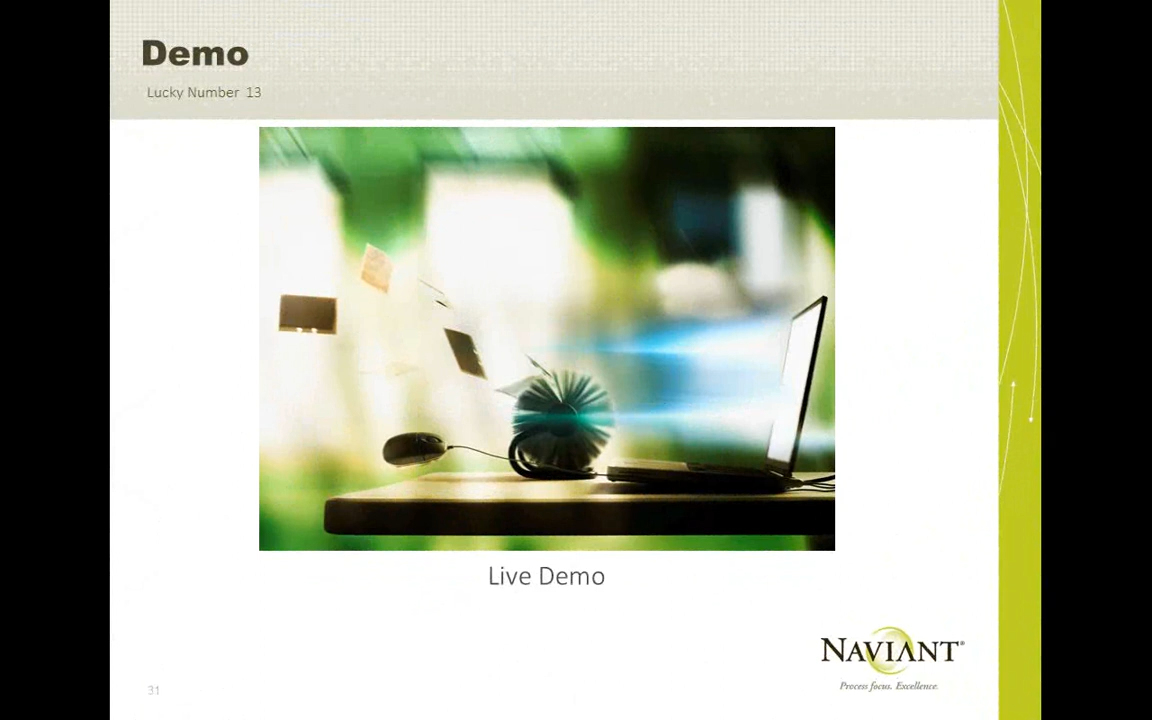 Demo
Lucky Number 13
Live Demo
NAVIANT®
Process focus. Excellence.
31